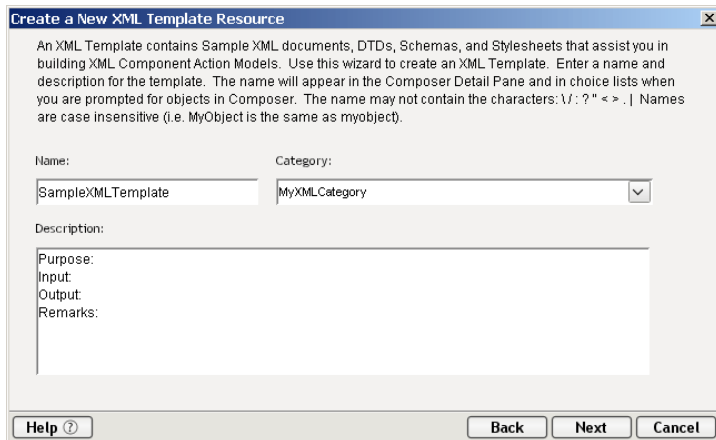 Create a New XML Template Resource
An XML Template contains Sample XML documents, DTDs, Schemas, and Stylesheets that assist you in
building XML Component Action Models. Use this wizard to create an XML Template. Enter a name and
description for the template. The name will appear in the Composer Detail Pane and in choice lists when
you are prompted for objects in Composer. The name may not contain the characters: \ / : ? " < > . | Names
are case insensitive (i.e. MyObject is the same as myobject).
Name: Category:
SampleXMLTemplate MyXMLCategory
Description:
Purpose:
Input:
Output:
Remarks:
Help ? Back Next Cancel